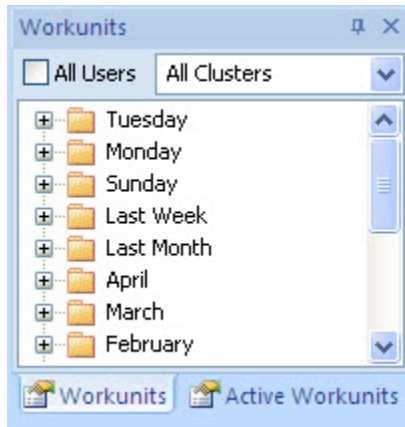 Workunits
All Users All Clusters
Tuesday
Monday
Sunday
Last Week
Last Month
April
March
February
Workunits Active Workunits